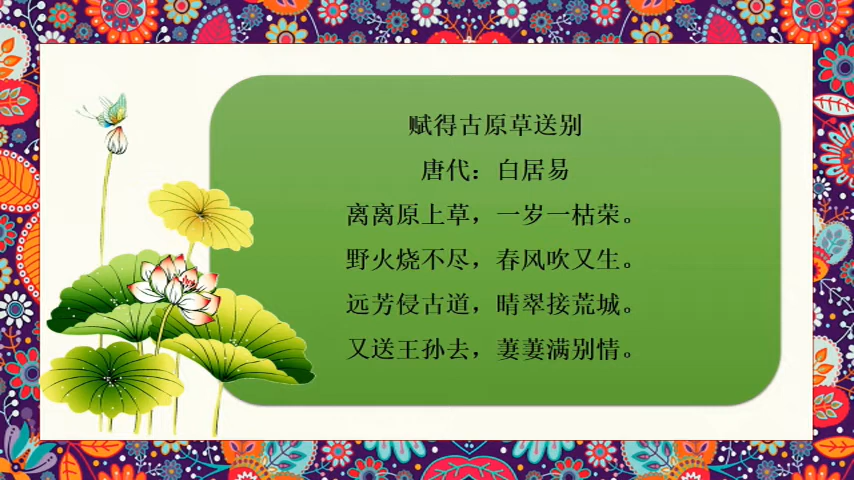 赋得古原草送别
唐代：白居易
离离原上草，一岁一枯荣。
野火烧不尽，春风吹又生。
远芳侵古道，晴翠接荒城。
又送王孙去，萋萋满别情。